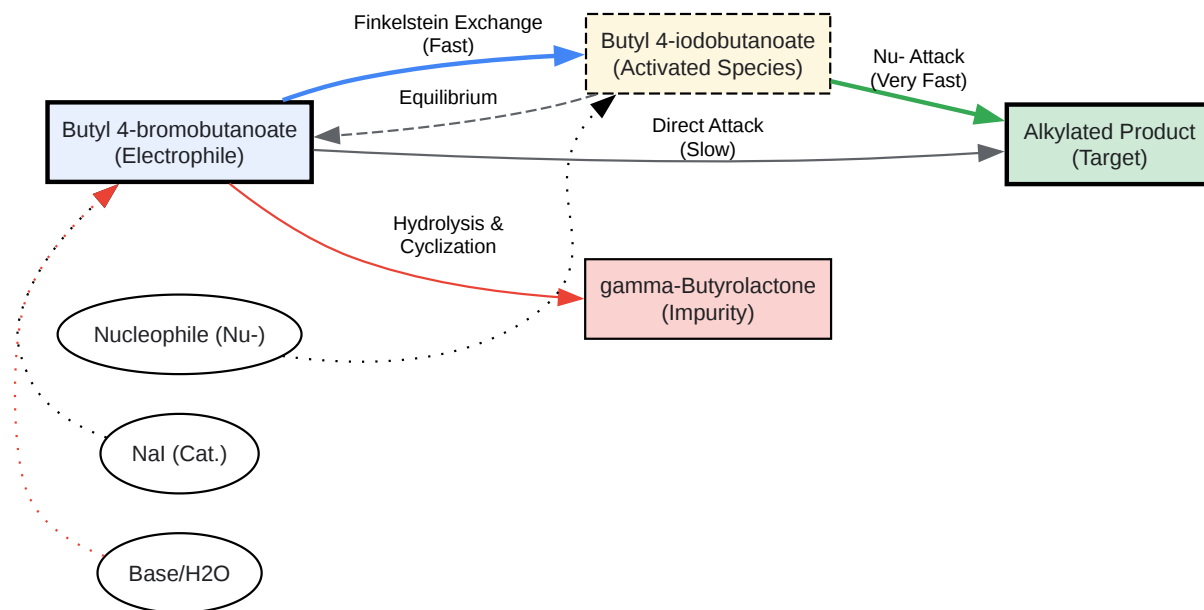 Finkelstein Exchange
(Fast)
Butyl 4-iodobutanoate
(Activated Species)
Nu- Attack
(Very Fast)
Equilibrium
Butyl 4-bromobutanoate
(Electrophile)
Direct Attack
(Slow)
Alkylated Product
(Target)
Hydrolysis &
Cyclization
gamma-Butyrolactone
(Impurity)
Nucleophile (Nu-)
NaI (Cat.)
Base/H2O